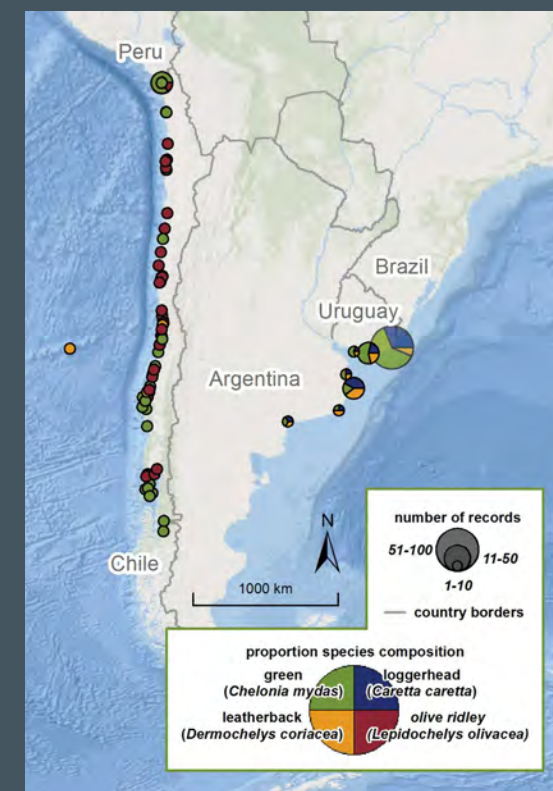 Peru
Brazil
Uruguay
Argentina
Chile
N
1000 km
number of records
51-100
11-50
1-10
country borders
proportion species composition
green
(Chelonia mydas)
loggerhead
(Caretta caretta)
leatherback
(Dermochelys coriacea)
olive ridley
(Lepidochelys olivacea)